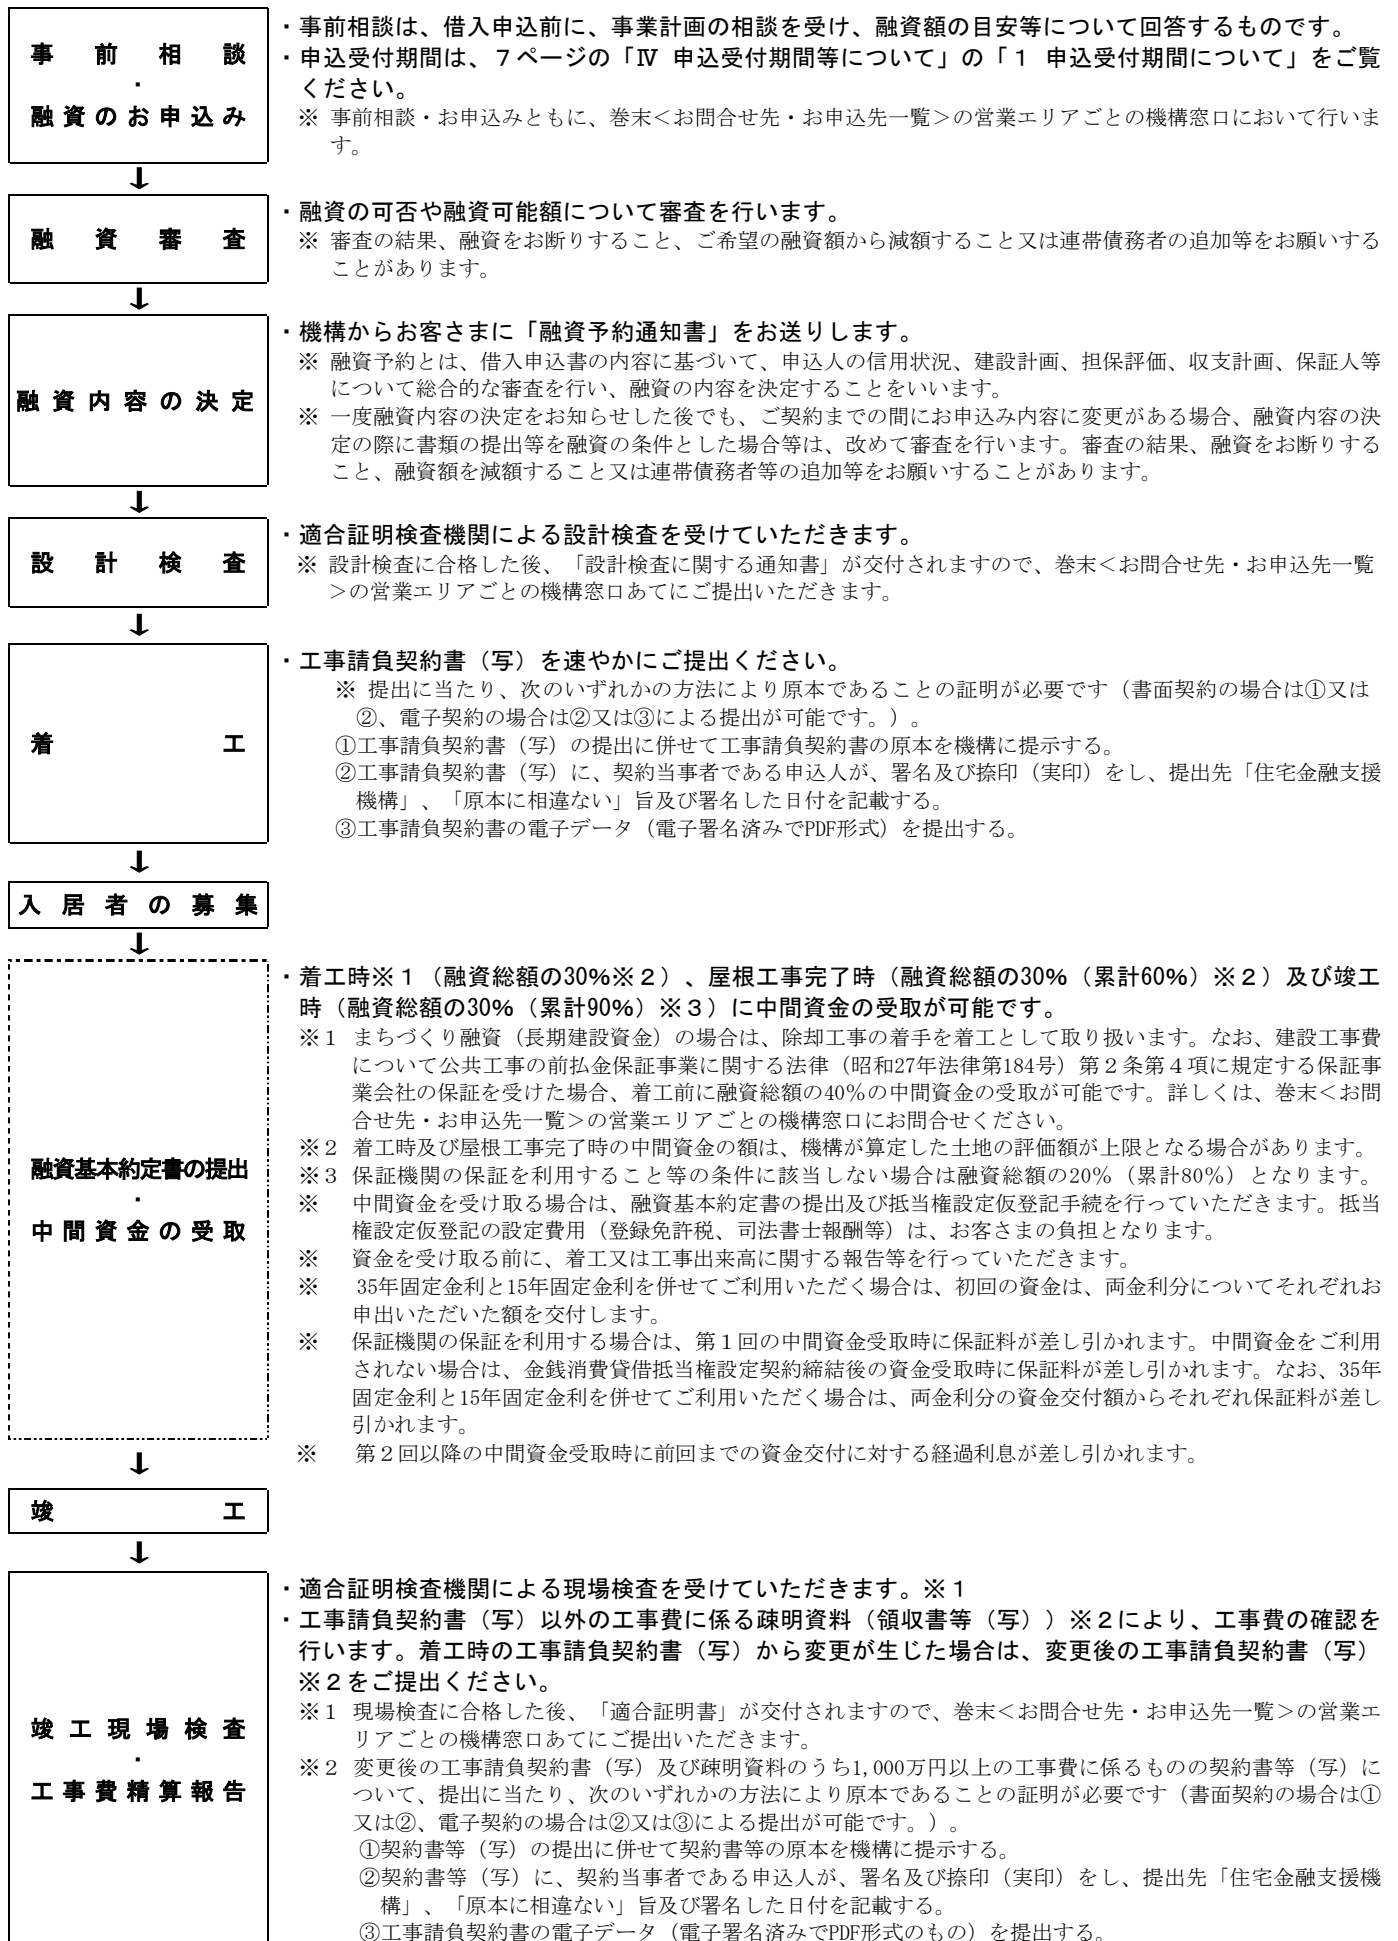 事前相談
・
融資のお申込み
・事前相談は、借入申込前に、事業計画の相談を受け、融資額の目安等について回答するものです。
・申込受付期間は、７ページの「Ⅳ 申込受付期間等について」の「１ 申込受付期間について」をご覧
ください。
※ 事前相談・お申込みともに、巻末＜お問合せ先・お申込先一覧＞の営業エリアごとの機構窓口において行いま
す。
↓
融資審査
・融資の可否や融資可能額について審査を行います。
※ 審査の結果、融資をお断りすること、ご希望の融資額から減額すること又は連帯債務者の追加等をお願いする
ことがあります。
↓
融資内容の決定
・機構からお客さまに「融資予約通知書」をお送りします。
※ 融資予約とは、借入申込書の内容に基づいて、申込人の信用状況、建設計画、担保評価、収支計画、保証人等
について総合的な審査を行い、融資の内容を決定することをいいます。
※ 一度融資内容の決定をお知らせした後でも、ご契約までの間にお申込み内容に変更がある場合、融資内容の決
定の際に書類の提出等を融資の条件とした場合等は、改めて審査を行います。審査の結果、融資をお断りする
こと、融資額を減額すること又は連帯債務者等の追加等をお願いすることがあります。
↓
設計検査
・適合証明検査機関による設計検査を受けていただきます。
※ 設計検査に合格した後、「設計検査に関する通知書」が交付されますので、巻末＜お問合せ先・お申込先一覧
＞の営業エリアごとの機構窓口あてにご提出いただきます。
↓
着工
・工事請負契約書（写）を速やかにご提出ください。
※ 提出に当たり、次のいずれかの方法により原本であることの証明が必要です（書面契約の場合は①又は
②、電子契約の場合は②又は③による提出が可能です。）。
①工事請負契約書（写）の提出に併せて工事請負契約書の原本を機構に提示する。
②工事請負契約書（写）に、契約当事者である申込人が、署名及び捺印（実印）をし、提出先「住宅金融支援
機構」、「原本に相違ない」旨及び署名した日付を記載する。
③工事請負契約書の電子データ（電子署名済みでPDF形式）を提出する。
↓
入居者の募集
↓
融資基本約定書の提出
・
中間資金の受取
・着工時※１（融資総額の30％※２）、屋根工事完了時（融資総額の30％（累計60％）※２）及び竣工
時（融資総額の30％（累計90％）※３）に中間資金の受取が可能です。
※１ まちづくり融資（長期建設資金）の場合は、除却工事の着手を着工として取り扱います。なお、建設工事費
について公共工事の前払金保証事業に関する法律（昭和27年法律第184号）第２条第４項に規定する保証事
業会社の保証を受けた場合、着工前に融資総額の40％の中間資金の受取が可能です。詳しくは、巻末＜お問
合せ先・お申込先一覧＞の営業エリアごとの機構窓口にお問合せください。
※２ 着工時及び屋根工事完了時の中間資金の額は、機構が算定した土地の評価額が上限となる場合があります。
※３ 保証機関の保証を利用すること等の条件に該当しない場合は融資総額の20％（累計80％）となります。
※ 中間資金を受け取る場合は、融資基本約定書の提出及び抵当権設定仮登記手続を行っていただきます。抵当
権設定仮登記の設定費用（登録免許税、司法書士報酬等）は、お客さまの負担となります。
※ 資金を受け取る前に、着工又は工事出来高に関する報告等を行っていただきます。
※ 35年固定金利と15年固定金利を併せてご利用いただく場合は、初回の資金は、両金利分についてそれぞれお
申出いただいた額を交付します。
※ 保証機関の保証を利用する場合は、第１回の中間資金受取時に保証料が差し引かれます。中間資金をご利用
されない場合は、金銭消費貸借抵当権設定契約締結後の資金受取時に保証料が差し引かれます。なお、35年
固定金利と15年固定金利を併せてご利用いただく場合は、両金利分の資金交付額からそれぞれ保証料が差し
引かれます。
※ 第２回以降の中間資金受取時に前回までの資金交付に対する経過利息が差し引かれます。
↓
竣工
↓
竣工現場検査
・
工事費精算報告
・適合証明検査機関による現場検査を受けていただきます。※１
・工事請負契約書（写）以外の工事費に係る疎明資料（領収書等（写））※２により、工事費の確認を
行います。着工時の工事請負契約書（写）から変更が生じた場合は、変更後の工事請負契約書（写）
※２をご提出ください。
※１ 現場検査に合格した後、「適合証明書」が交付されますので、巻末＜お問合せ先・お申込先一覧＞の営業エ
リアごとの機構窓口あてにご提出いただきます。
※２ 変更後の工事請負契約書（写）及び疎明資料のうち1,000万円以上の工事費に係るものの契約書等（写）に
ついて、提出に当たり、次のいずれかの方法により原本であることの証明が必要です（書面契約の場合は①
又は②、電子契約の場合は②又は③による提出が可能です。）。
①契約書等（写）の提出に併せて契約書等の原本を機構に提示する。
②契約書等（写）に、契約当事者である申込人が、署名及び捺印（実印）をし、提出先「住宅金融支援機
構」、「原本に相違ない」旨及び署名した日付を記載する。
③工事請負契約書の電子データ（電子署名済みでPDF形式のもの）を提出する。